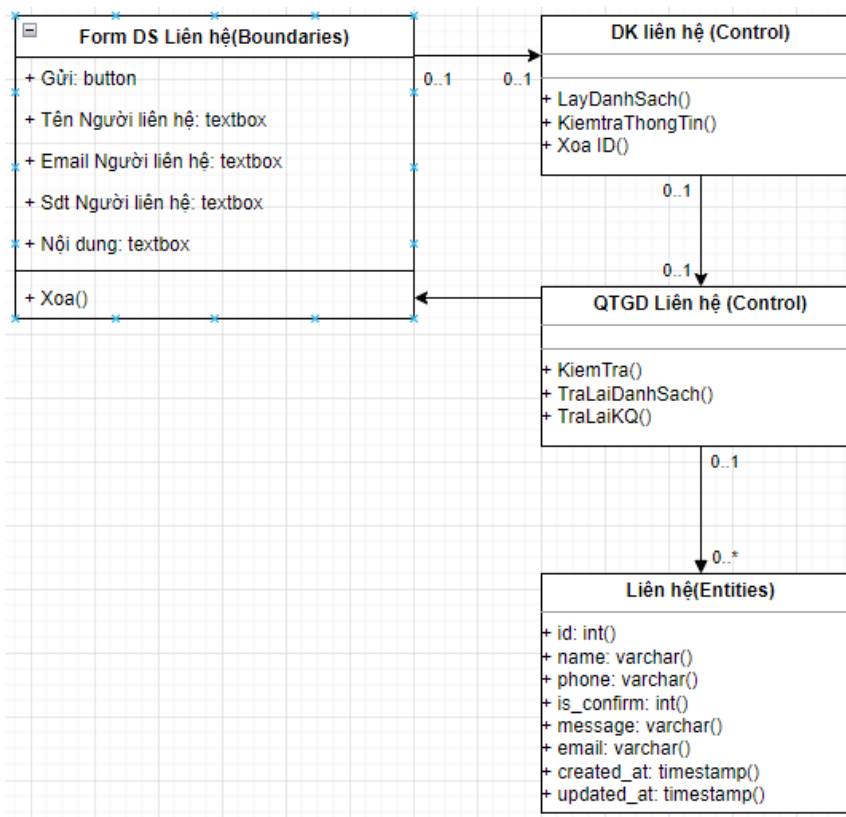 Form DS Liên hệ(Boundaries)
+ Gửi: button
+ Tên Người liên hệ: textbox
+ Email Người liên hệ: textbox
+ Sdt Người liên hệ: textbox
+ Nội dung: textbox
+ Xoa()
0..1
0..1
DK liên hệ (Control)
+ LayDanhSach()
+ KiemtraThongTin()
+ Xoa ID()
0..1
0..1
QTGD Liên hệ (Control)
+ KiemTra()
+ TraLaiDanhSach()
+ TraLaiKQ()
0..1
0..*
Liên hệ(Entities)
+ id: int()
+ name: varchar()
+ phone: varchar()
+ is_confirm: int()
+ message: varchar()
+ email: varchar()
+ created_at: timestamp()
+ updated_at: timestamp()